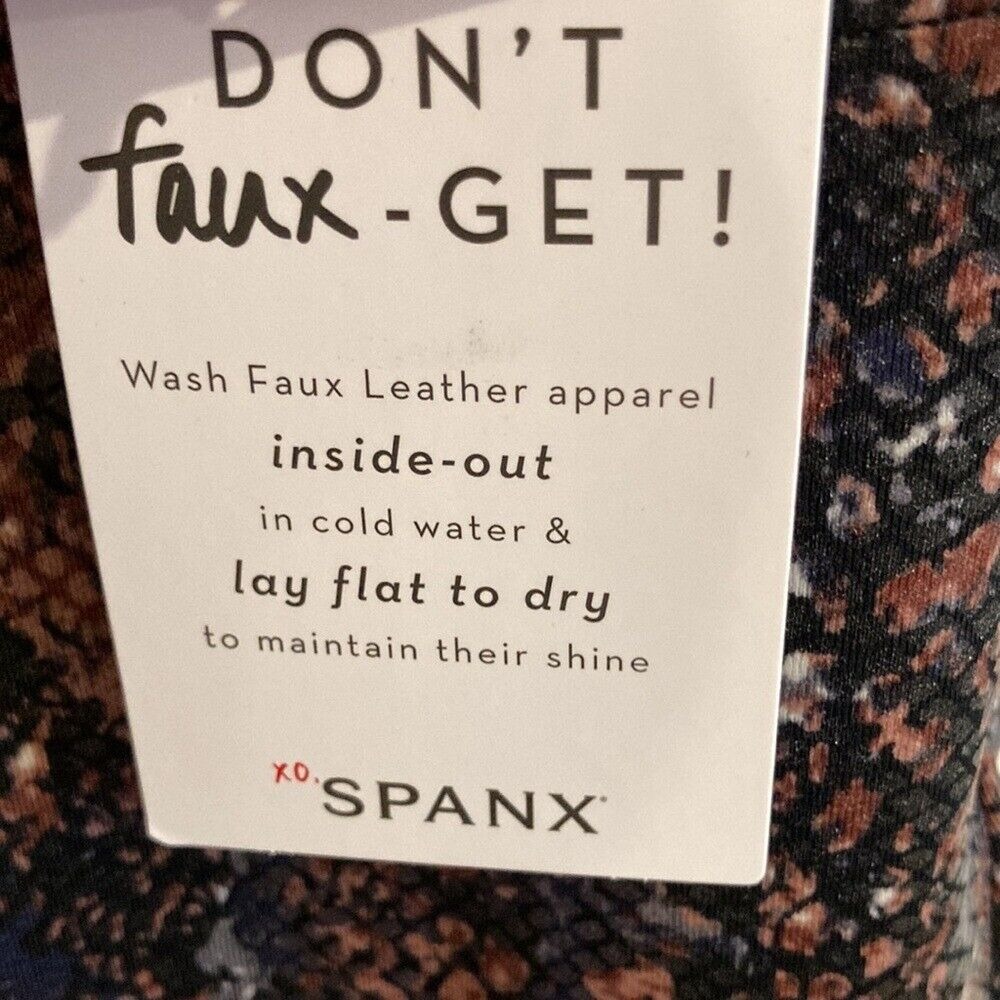 DON'T
faux-GET!
Wash Faux Leather apparel
inside-out
in cold water &
lay flat to dry
to maintain their shine
xo, SPANX